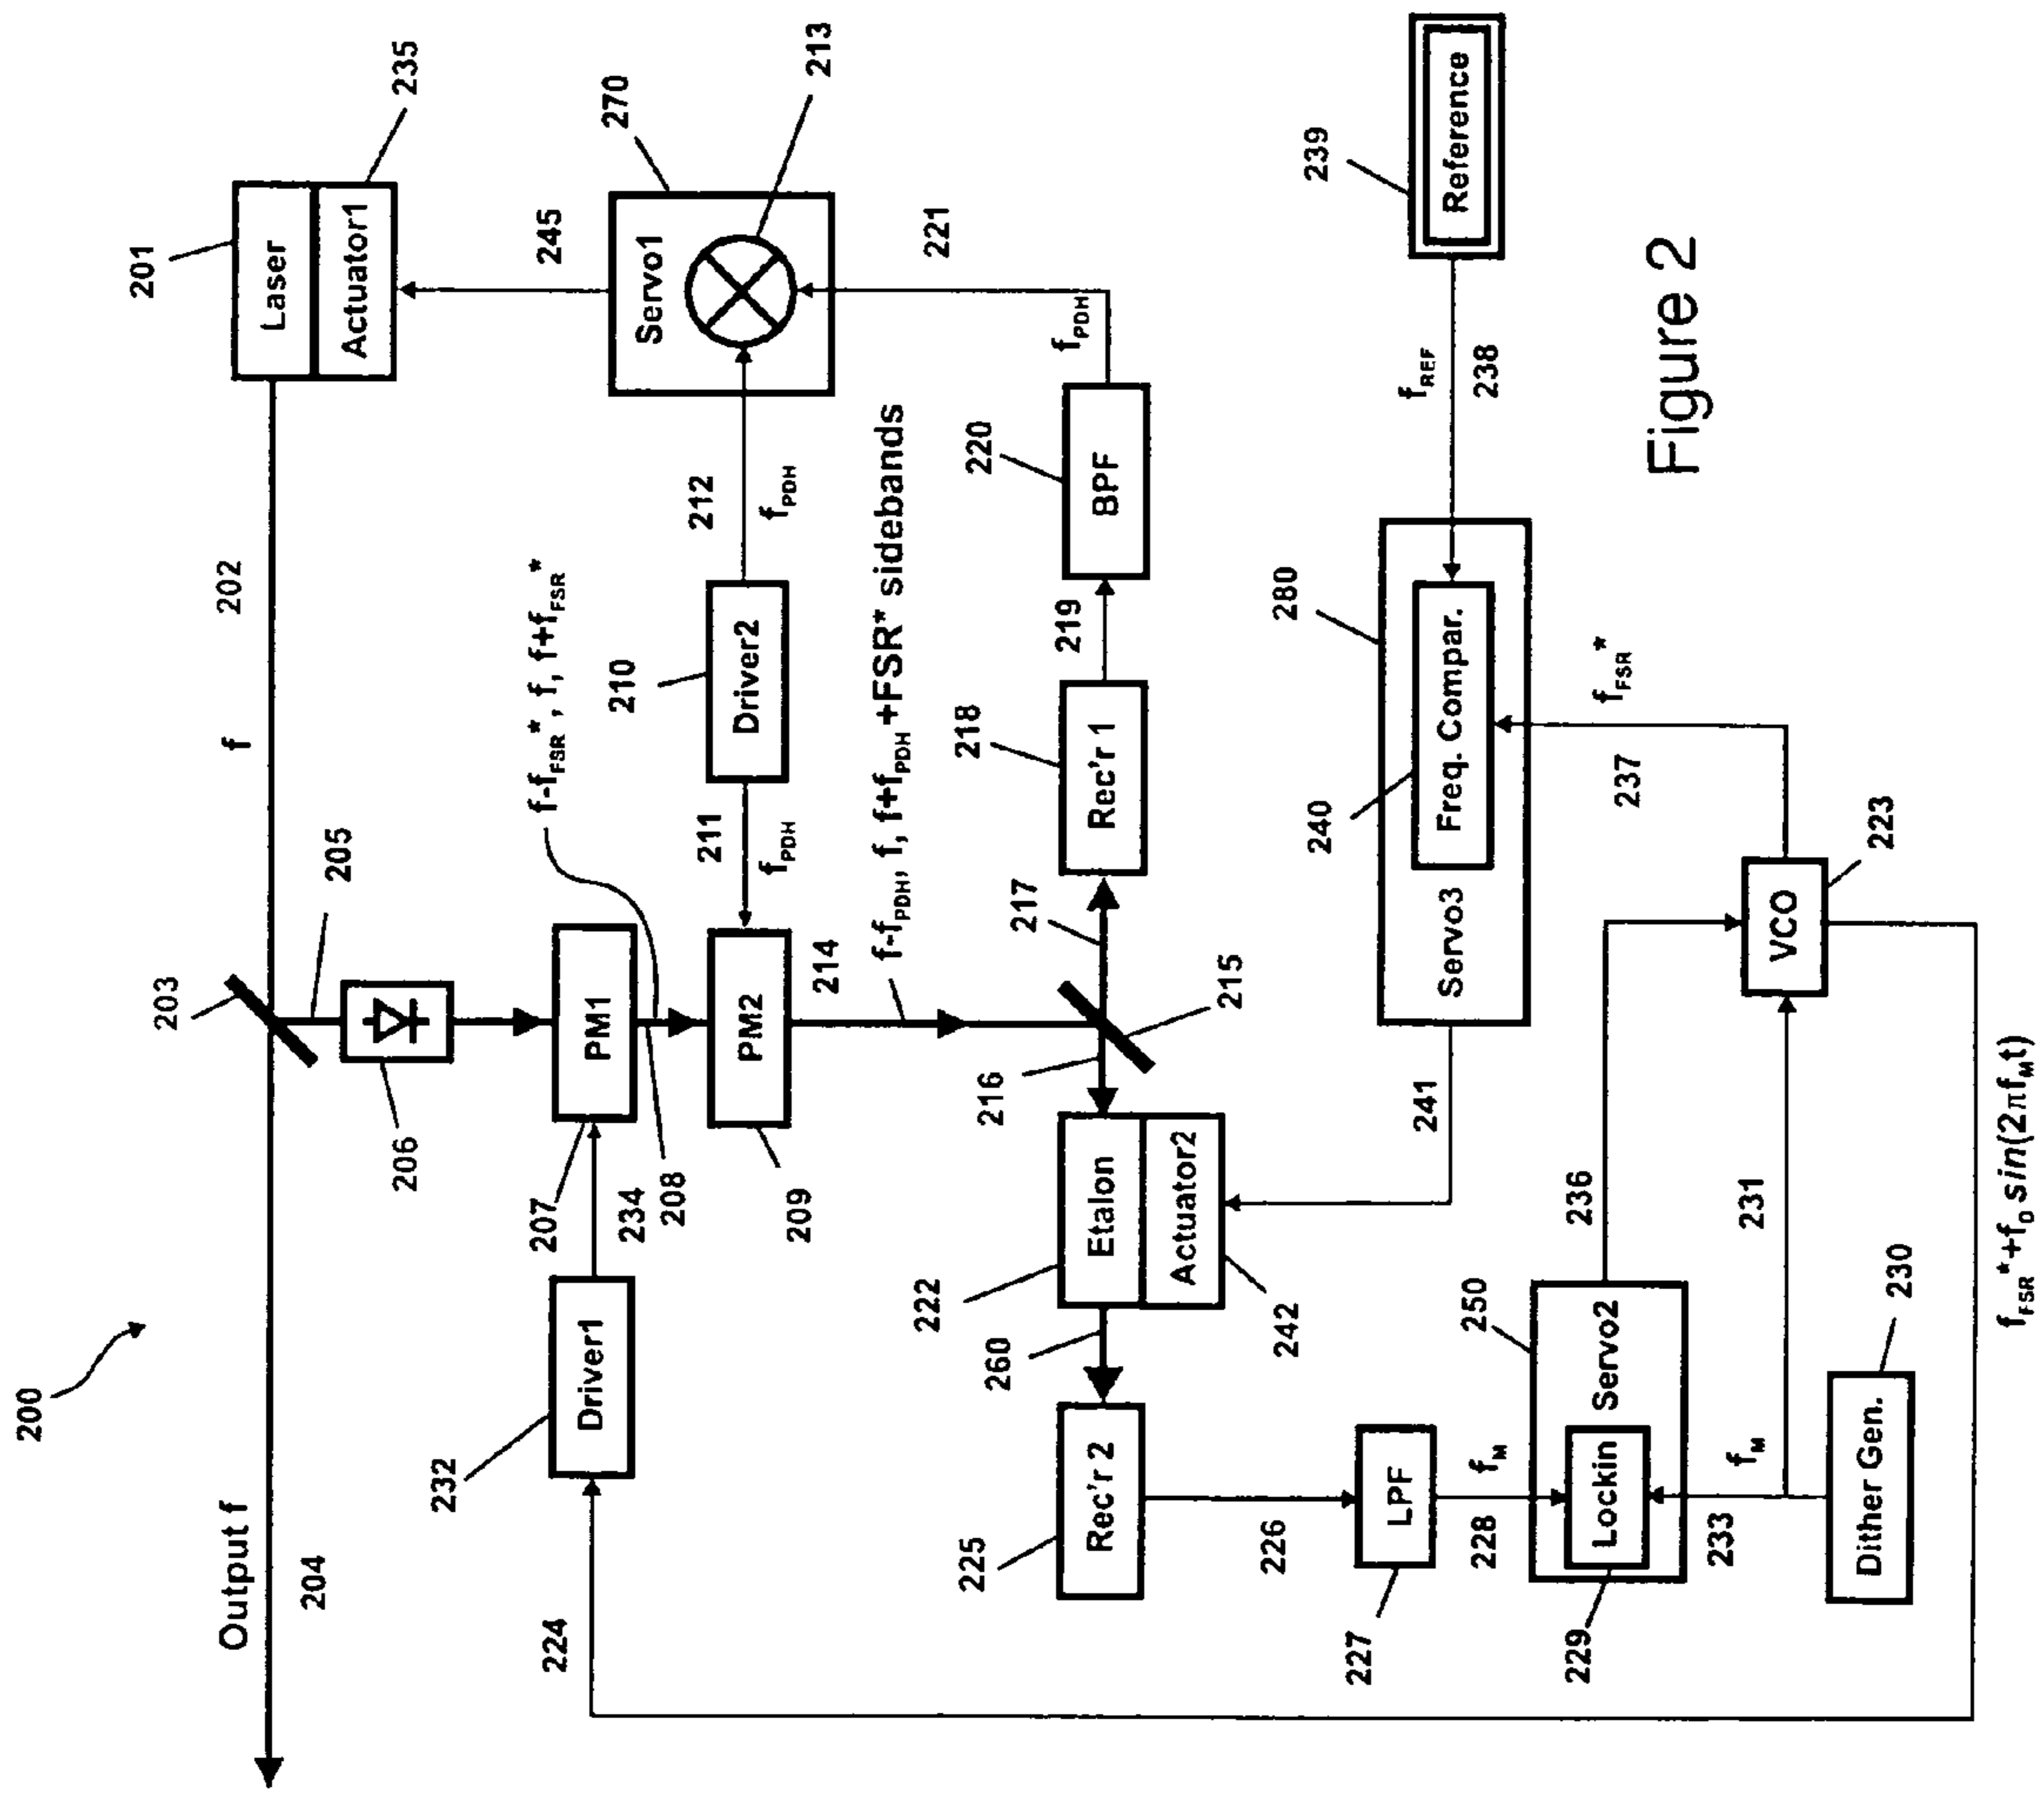 200
Output f
204
203
f
202
201
Laser
Actuator1
235
205
206
245
270
213
Servo1
221
f_PDH
212
f_PDH
f-f_FSR*, f, f+f_FSR*
210
Driver2
211
f_PDH
PM1
207
234
208
PM2
209
232
Driver1
224
214
f-f_PDH, f, f+f_PDH +FSR* sidebands
220
BPF
219
218
Rec'r 1
217
215
216
Etalon
Actuator2
222
242
260
Rec'r 2
225
226
LPF
227
228
f_M
250
Servo2
Lockin
229
233
f_M
Dither Gen.
230
231
236
VCO
223
237
f_FSR*
241
280
Servo3
Freq. Compar.
240
f_REF
238
239
Reference
f_FSR*+f_D sin(2πf_Mt)
Figure 2